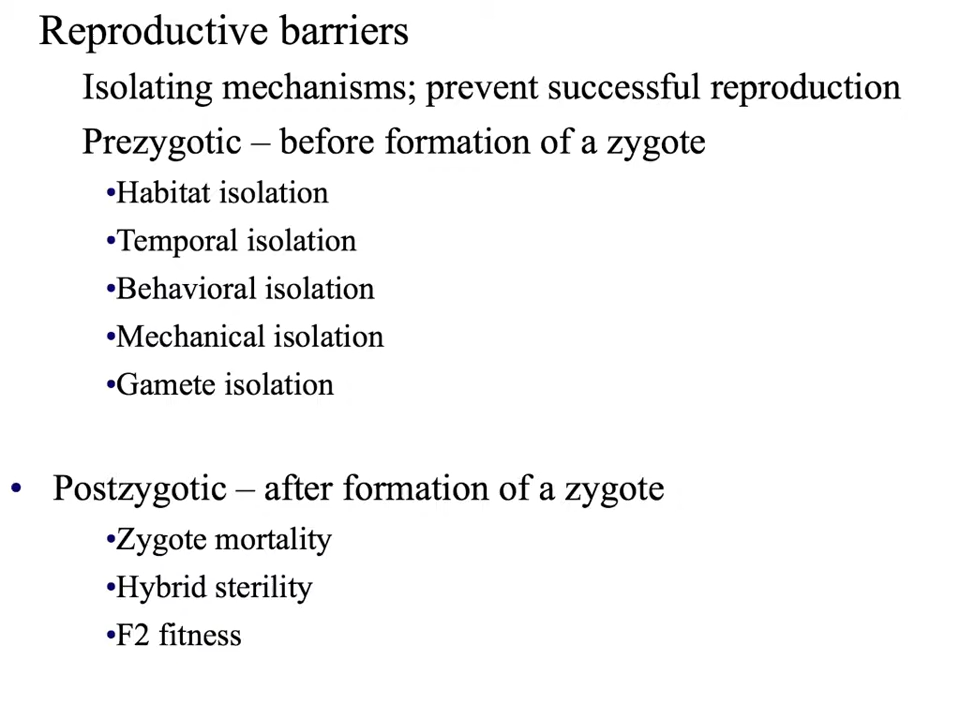 Reproductive barriers
Isolating mechanisms; prevent successful reproduction
Prezygotic – before formation of a zygote
•Habitat isolation
•Temporal isolation
•Behavioral isolation
•Mechanical isolation
•Gamete isolation
• Postzygotic – after formation of a zygote
•Zygote mortality
•Hybrid sterility
•F2 fitness